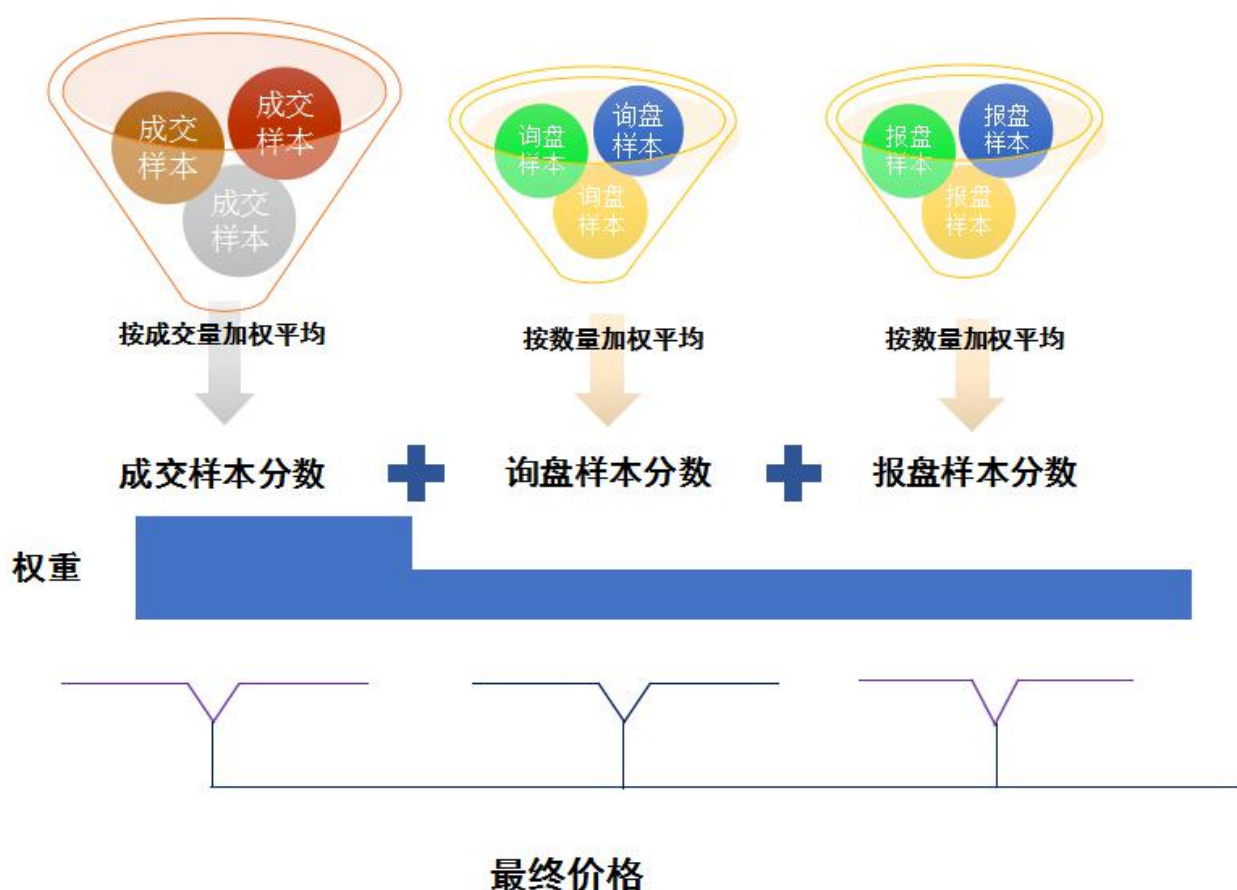 成交
样本
成交
样本
成交
样本
询盘
样本
询盘
样本
询盘
样本
报盘
样本
报盘
样本
报盘
样本
按成交量加权平均
按数量加权平均
按数量加权平均
成交样本分数
询盘样本分数
报盘样本分数
权重
最终价格